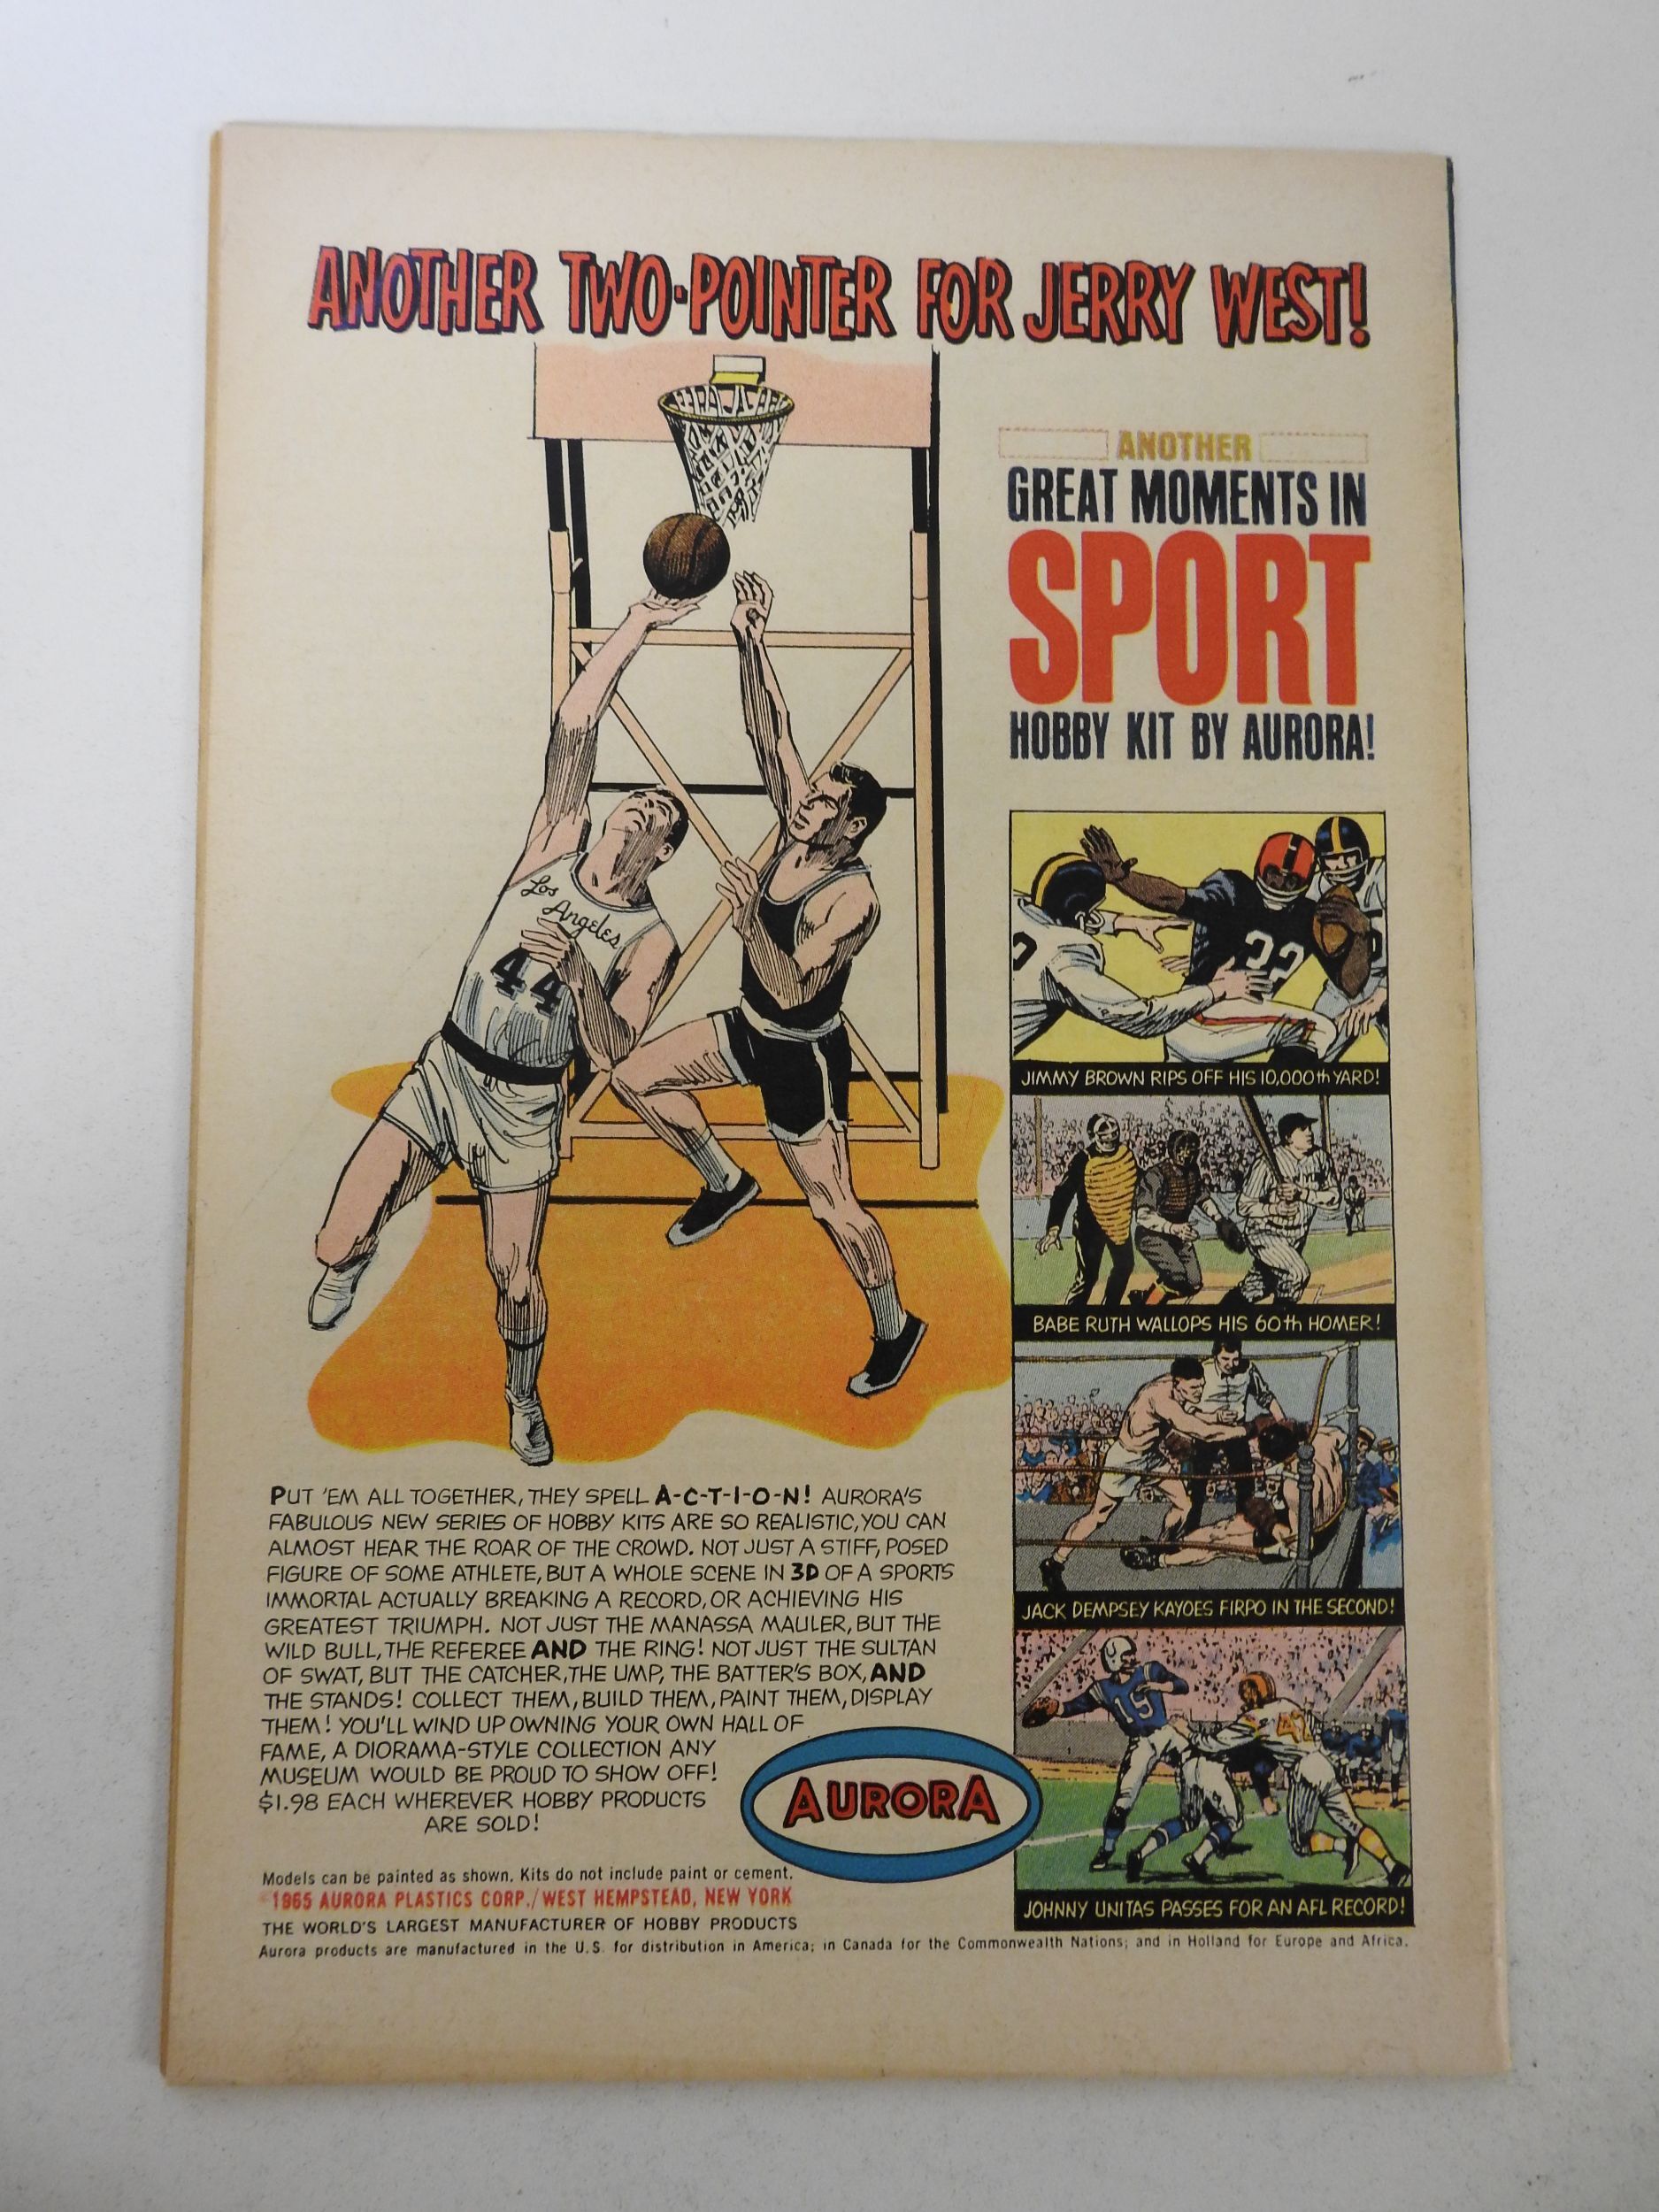 ANOTHER TWO-POINTER FOR JERRY WEST!
ANOTHER
GREAT MOMENTS IN
SPORT
HOBBY KIT BY AURORA!
Los
Angeles
44
32
JIMMY BROWN RIPS OFF HIS 10,000th YARD!
BABE RUTH WALLOPS HIS 60th HOMER!
JACK DEMPSEY KAYOES FIRPO IN THE SECOND!
19
JOHNNY UNITAS PASSES FOR AN AFL RECORD!
PUT 'EM ALL TOGETHER, THEY SPELL A-C-T-I-O-N! AURORA'S
FABULOUS NEW SERIES OF HOBBY KITS ARE SO REALISTIC, YOU CAN
ALMOST HEAR THE ROAR OF THE CROWD. NOT JUST A STIFF, POSED
FIGURE OF SOME ATHLETE, BUT A WHOLE SCENE IN 3D OF A SPORTS
IMMORTAL ACTUALLY BREAKING A RECORD, OR ACHIEVING HIS
GREATEST TRIUMPH. NOT JUST THE MANASSA MAULER, BUT THE
WILD BULL, THE REFEREE AND THE RING! NOT JUST THE SULTAN
OF SWAT, BUT THE CATCHER, THE UMP, THE BATTER'S BOX, AND
THE STANDS! COLLECT THEM, BUILD THEM, PAINT THEM, DISPLAY
THEM! YOU'LL WIND UP OWNING YOUR OWN HALL OF
FAME, A DIORAMA-STYLE COLLECTION ANY
MUSEUM WOULD BE PROUD TO SHOW OFF!
$1.98 EACH WHEREVER HOBBY PRODUCTS
ARE SOLD!
AURORA
Models can be painted as shown. Kits do not include paint or cement.
1965 AURORA PLASTICS CORP./WEST HEMPSTEAD, NEW YORK
THE WORLD'S LARGEST MANUFACTURER OF HOBBY PRODUCTS
Aurora products are manufactured in the U.S. for distribution in America; in Canada for the Commonwealth Nations; and in Holland for Europe and Africa.